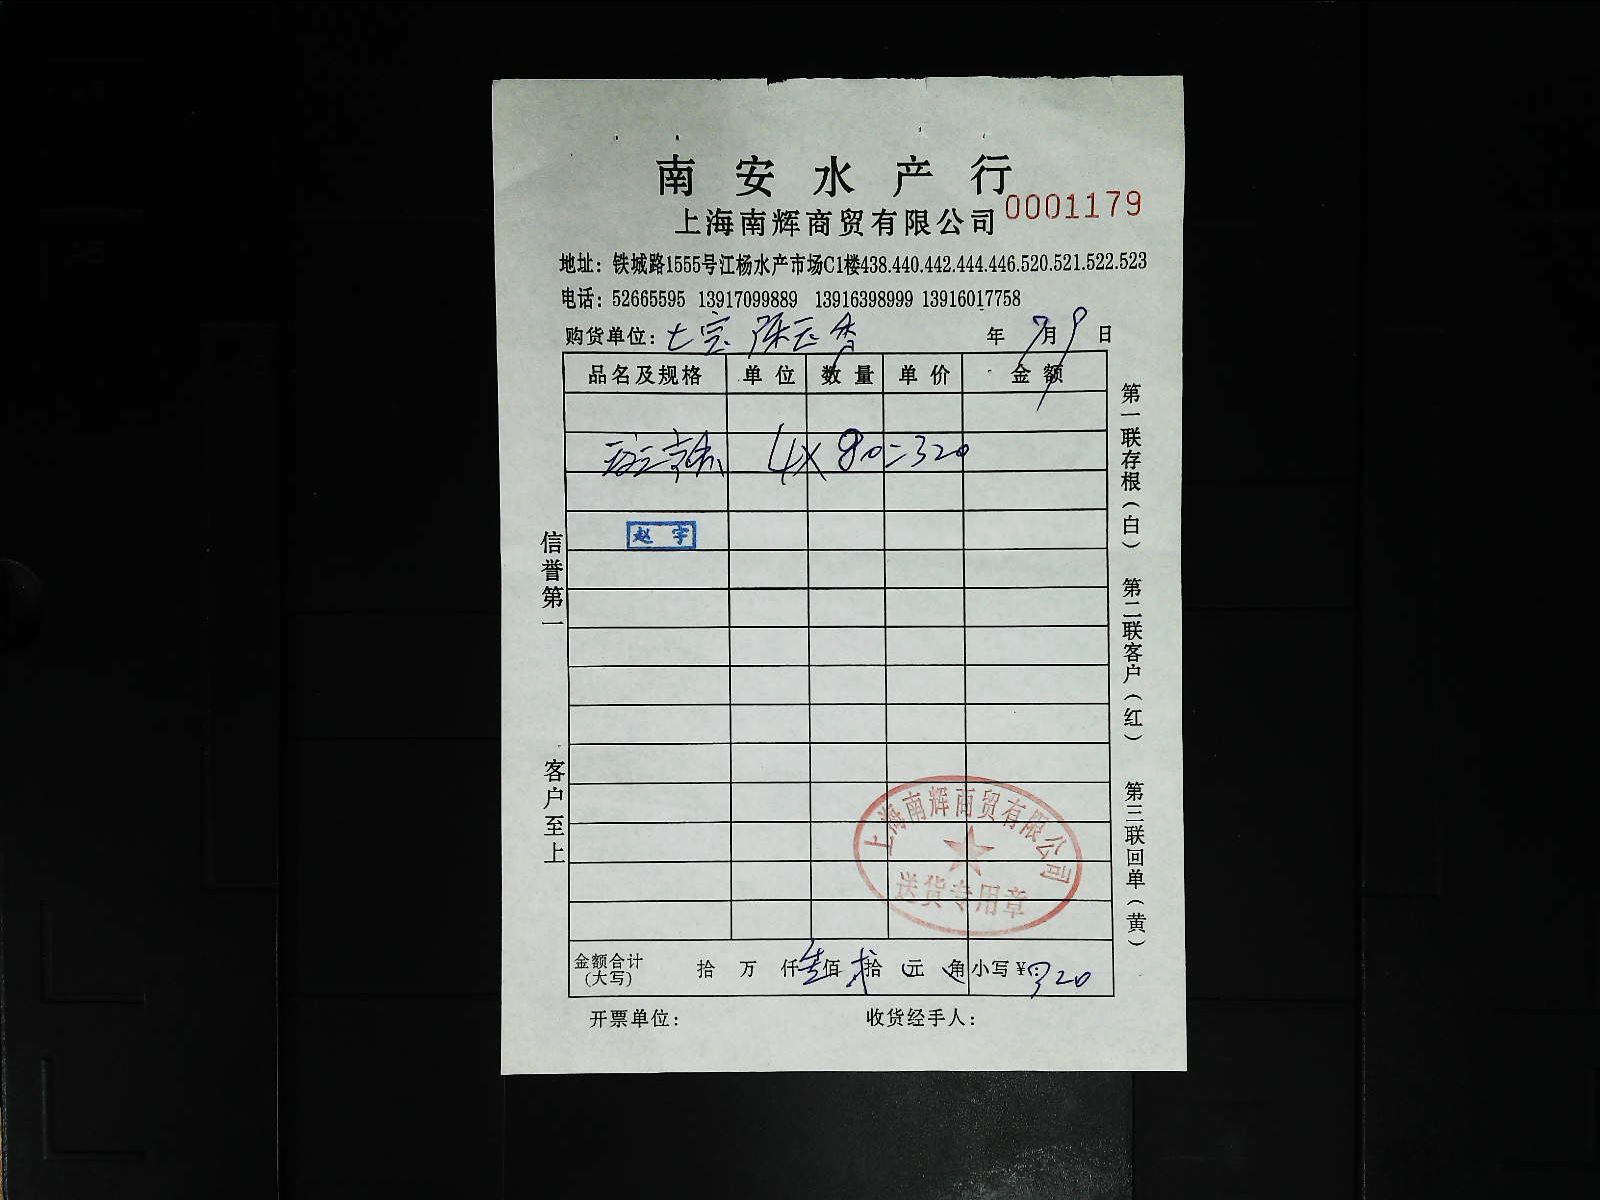 南安水产行
上海南辉商贸有限公司 0001179
地址：铁城路1555号江杨水产市场C1楼438.440.442.444.446.520.521.522.523
电话：52665595 13917099889 13916398999 13916017758
购货单位：七宝 陈 香 年 7月9日
品名及规格 单位 数量 单价 金额
4×80=320
赵宇
信誉第一
客户至上
第一联存根（白）
第二联客户（红）
第三联回单（黄）
上海南辉商贸有限公司
送货专用章
金额合计（大写） 拾 万 仟叁佰贰拾 元 角 小写¥：320
开票单位： 收货经手人：